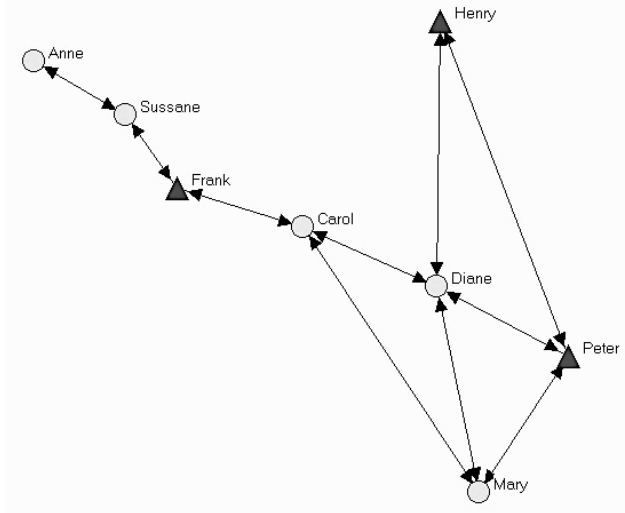 Henry
Anne
Sussane
Frank
Carol
Diane
Peter
Mary